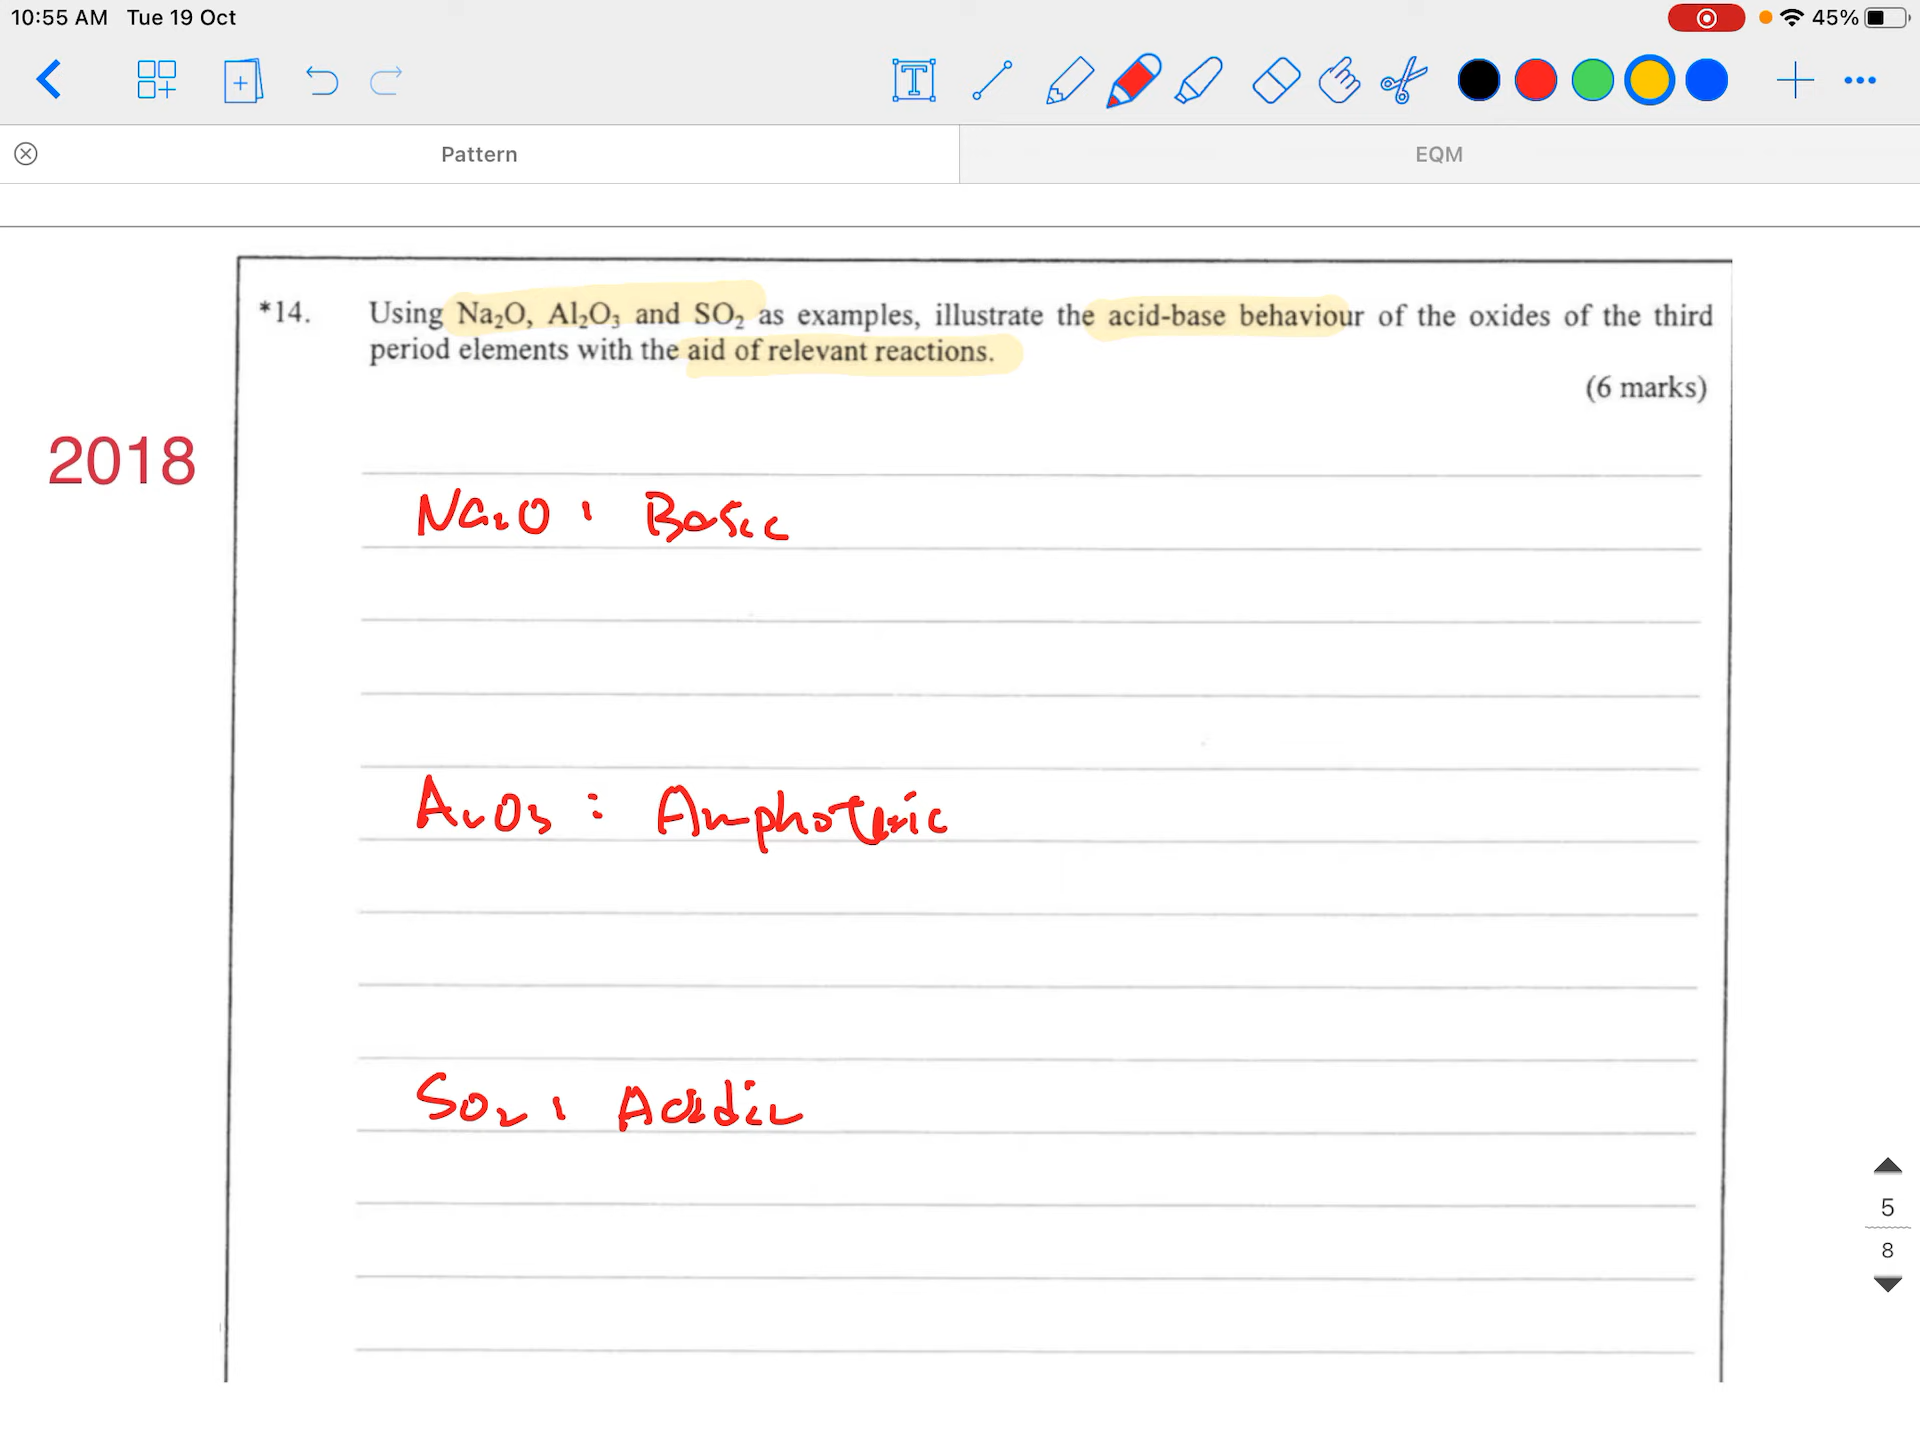 10:55 AM Tue 19 Oct
45%
T
Pattern
EQM
*14. Using Na₂O, Al₂O₃ and SO₂ as examples, illustrate the acid-base behaviour of the oxides of the third
period elements with the aid of relevant reactions.
(6 marks)
2018
Na₂O : Basic
Al₂O₃ : Amphoteric
SO₂ : Acidic
5
8